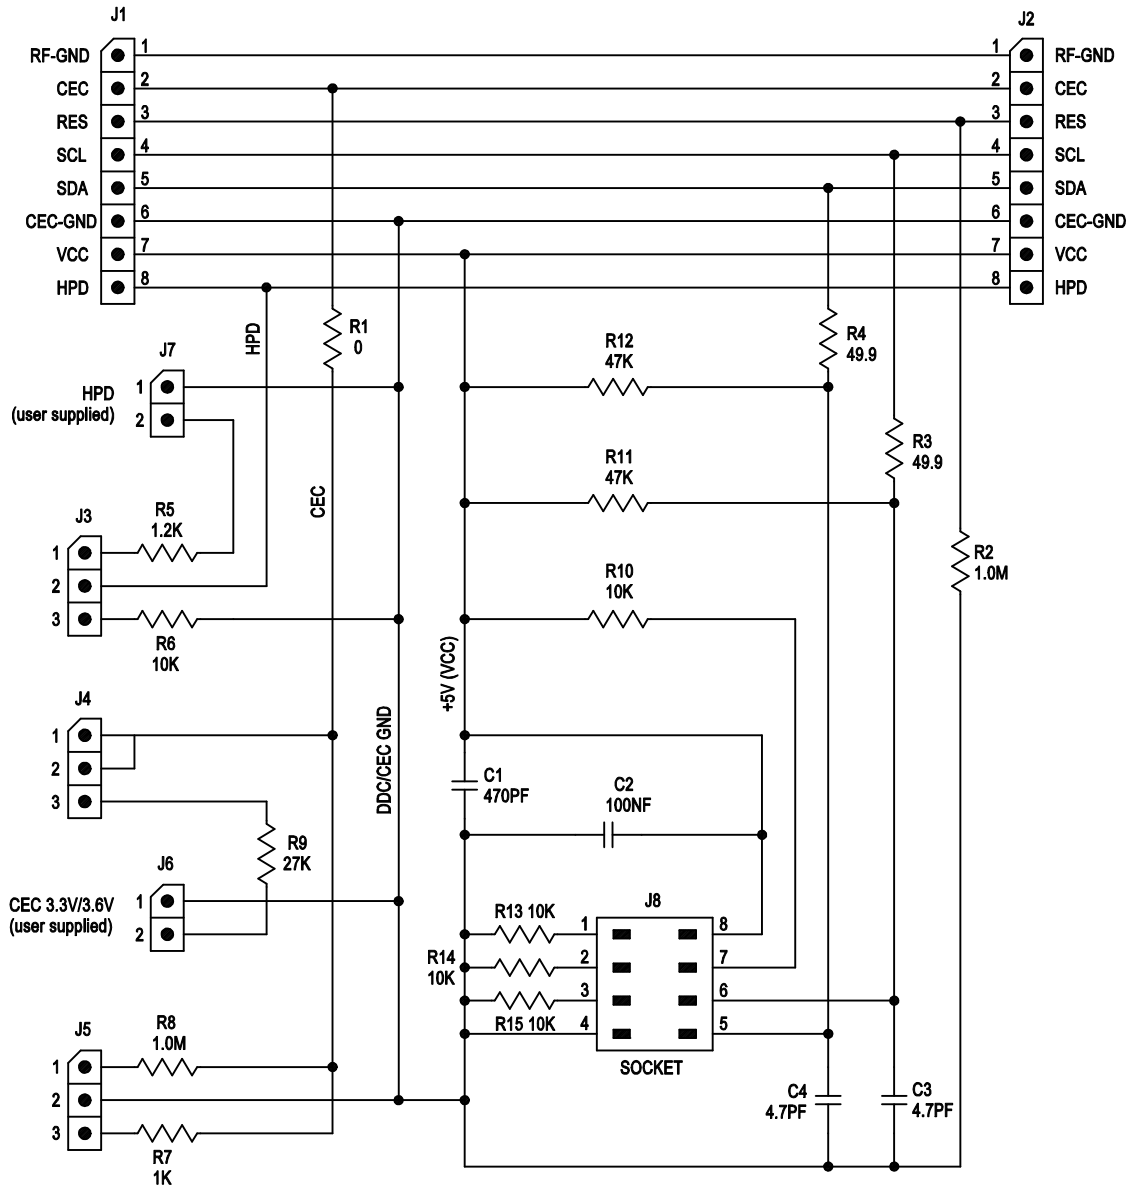 J1
J2
RF-GND 1 1 RF-GND
CEC 2 2 CEC
RES 3 3 RES
SCL 4 4 SCL
SDA 5 5 SDA
CEC-GND 6 6 CEC-GND
VCC 7 7 VCC
HPD 8 8 HPD
HPD
R1
0
R12
47K
R4
49.9
J7
HPD
(user supplied)
1
2
R3
49.9
R11
47K
CEC
J3
R5
1.2K
1
2
3
R6
10K
R2
1.0M
R10
10K
+5V (VCC)
J4
1
2
3
DDC/CEC GND
C1
470PF
C2
100NF
R9
27K
J6
CEC 3.3V/3.6V
(user supplied)
1
2
J8
R13 10K 1 8
R14
10K
2 7
3 6
R15 10K 4 5
SOCKET
J5
R8
1.0M
1
2
3
R7
1K
C4
4.7PF
C3
4.7PF